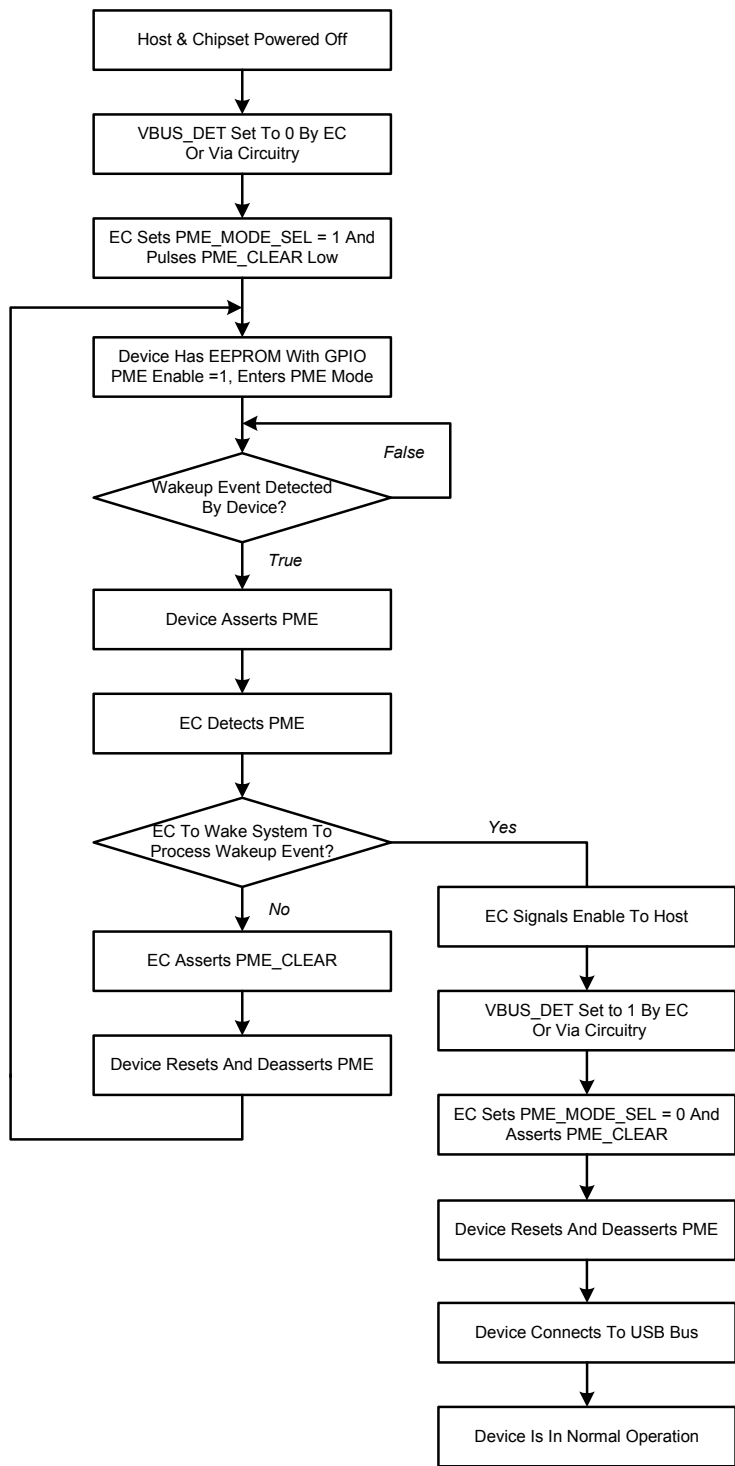 Host & Chipset Powered Off
VBUS_DET Set To 0 By EC
Or Via Circuitry
EC Sets PME_MODE_SEL = 1 And
Pulses PME_CLEAR Low
Device Has EEPROM With GPIO
PME Enable =1, Enters PME Mode
False
Wakeup Event Detected
By Device?
True
Device Asserts PME
EC Detects PME
EC To Wake System To
Process Wakeup Event?
Yes
No
EC Asserts PME_CLEAR
Device Resets And Deasserts PME
EC Signals Enable To Host
VBUS_DET Set to 1 By EC
Or Via Circuitry
EC Sets PME_MODE_SEL = 0 And
Asserts PME_CLEAR
Device Resets And Deasserts PME
Device Connects To USB Bus
Device Is In Normal Operation